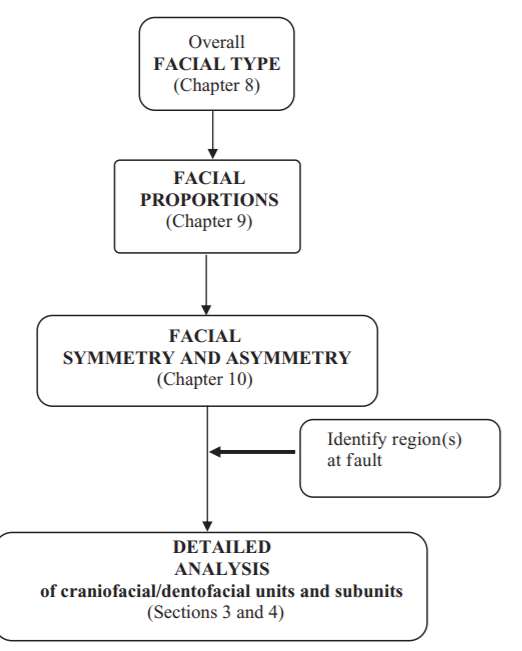 Overall
FACIAL TYPE
(Chapter 8)
FACIAL
PROPORTIONS
(Chapter 9)
FACIAL
SYMMETRY AND ASYMMETRY
(Chapter 10)
Identify region(s)
at fault
DETAILED
ANALYSIS
of craniofacial/dentofacial units and subunits
(Sections 3 and 4)